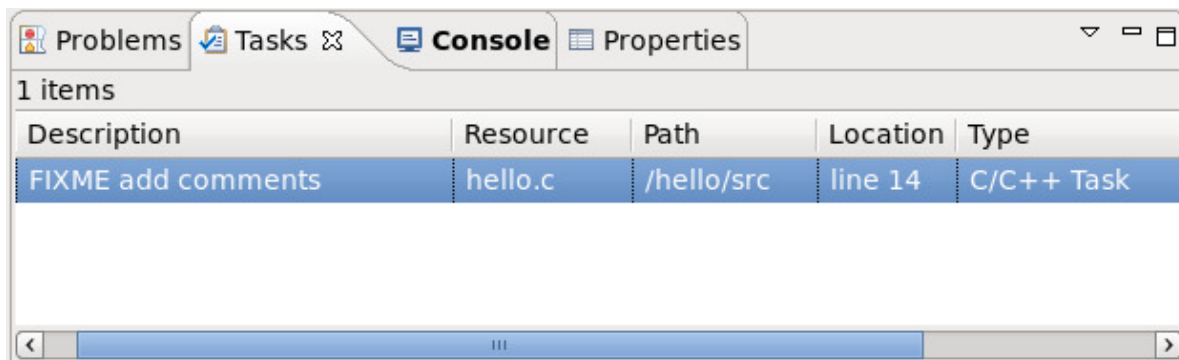 Problems Tasks Console Properties
1 items
Description Resource Path Location Type
FIXME add comments hello.c /hello/src line 14 C/C++ Task